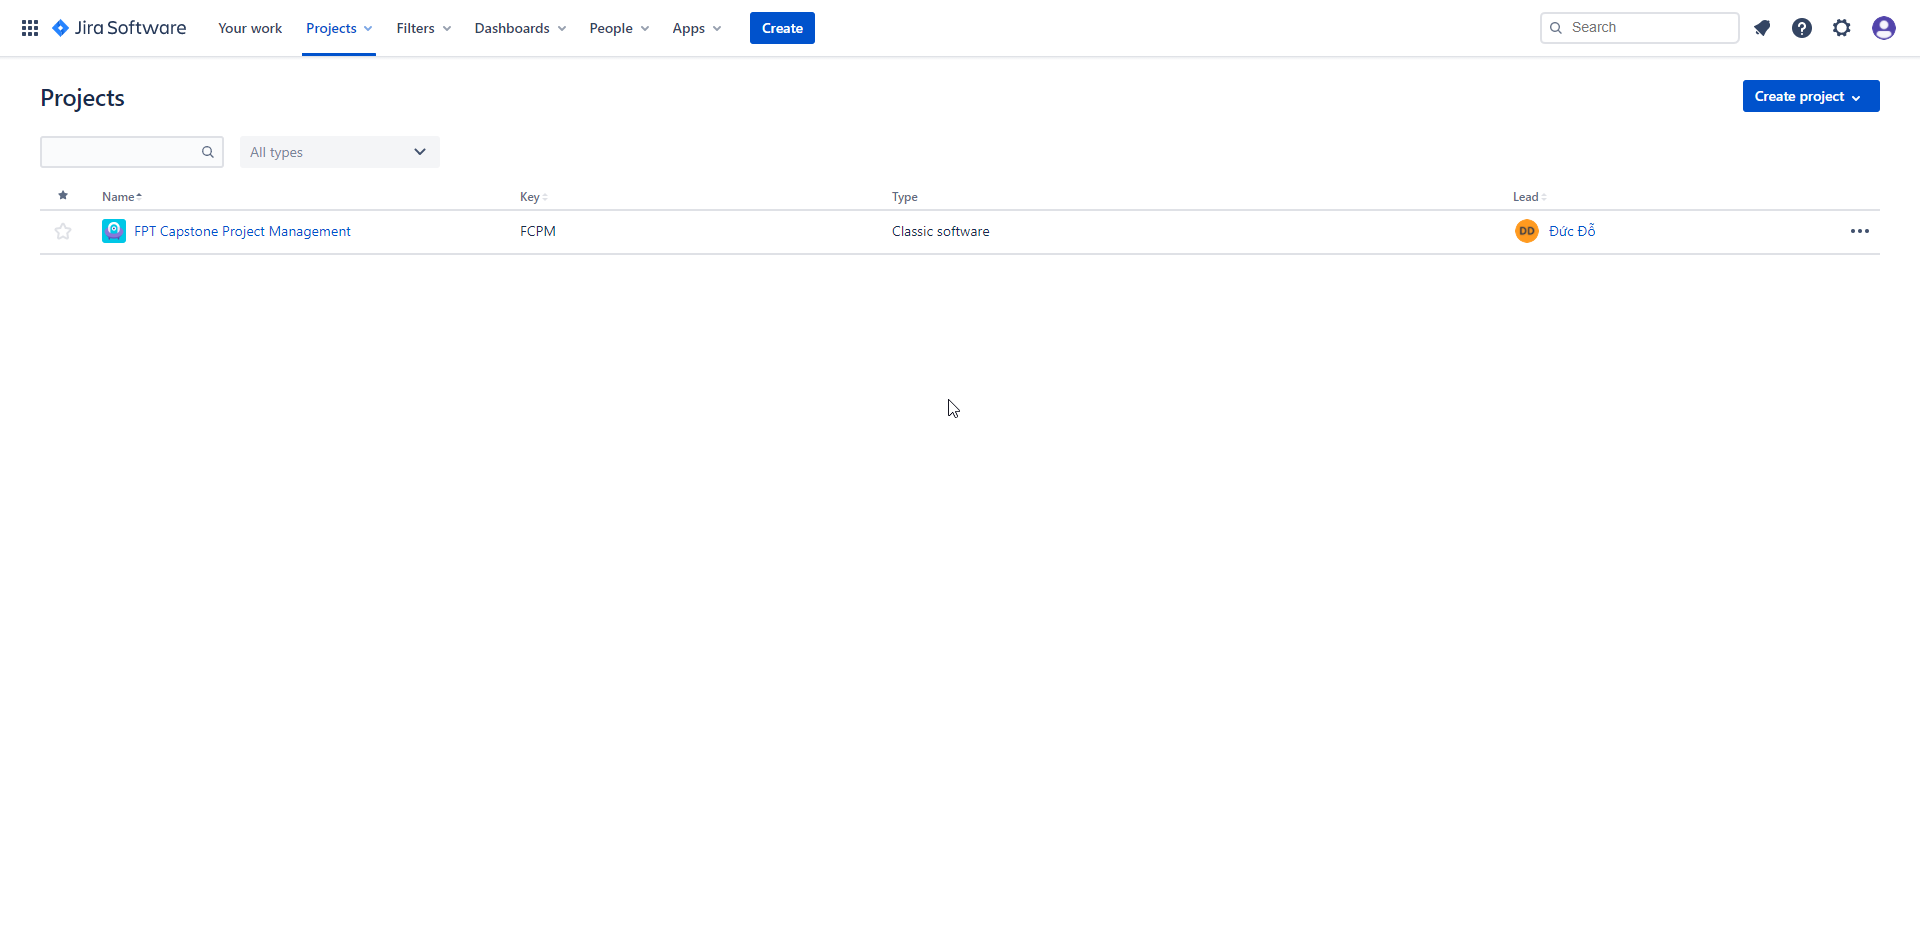 Jira Software Your work Projects Filters Dashboards People Apps Create Search
Projects Create project
All types
Name Key Type Lead
FPT Capstone Project Management FCPM Classic software DD Đức Đỗ